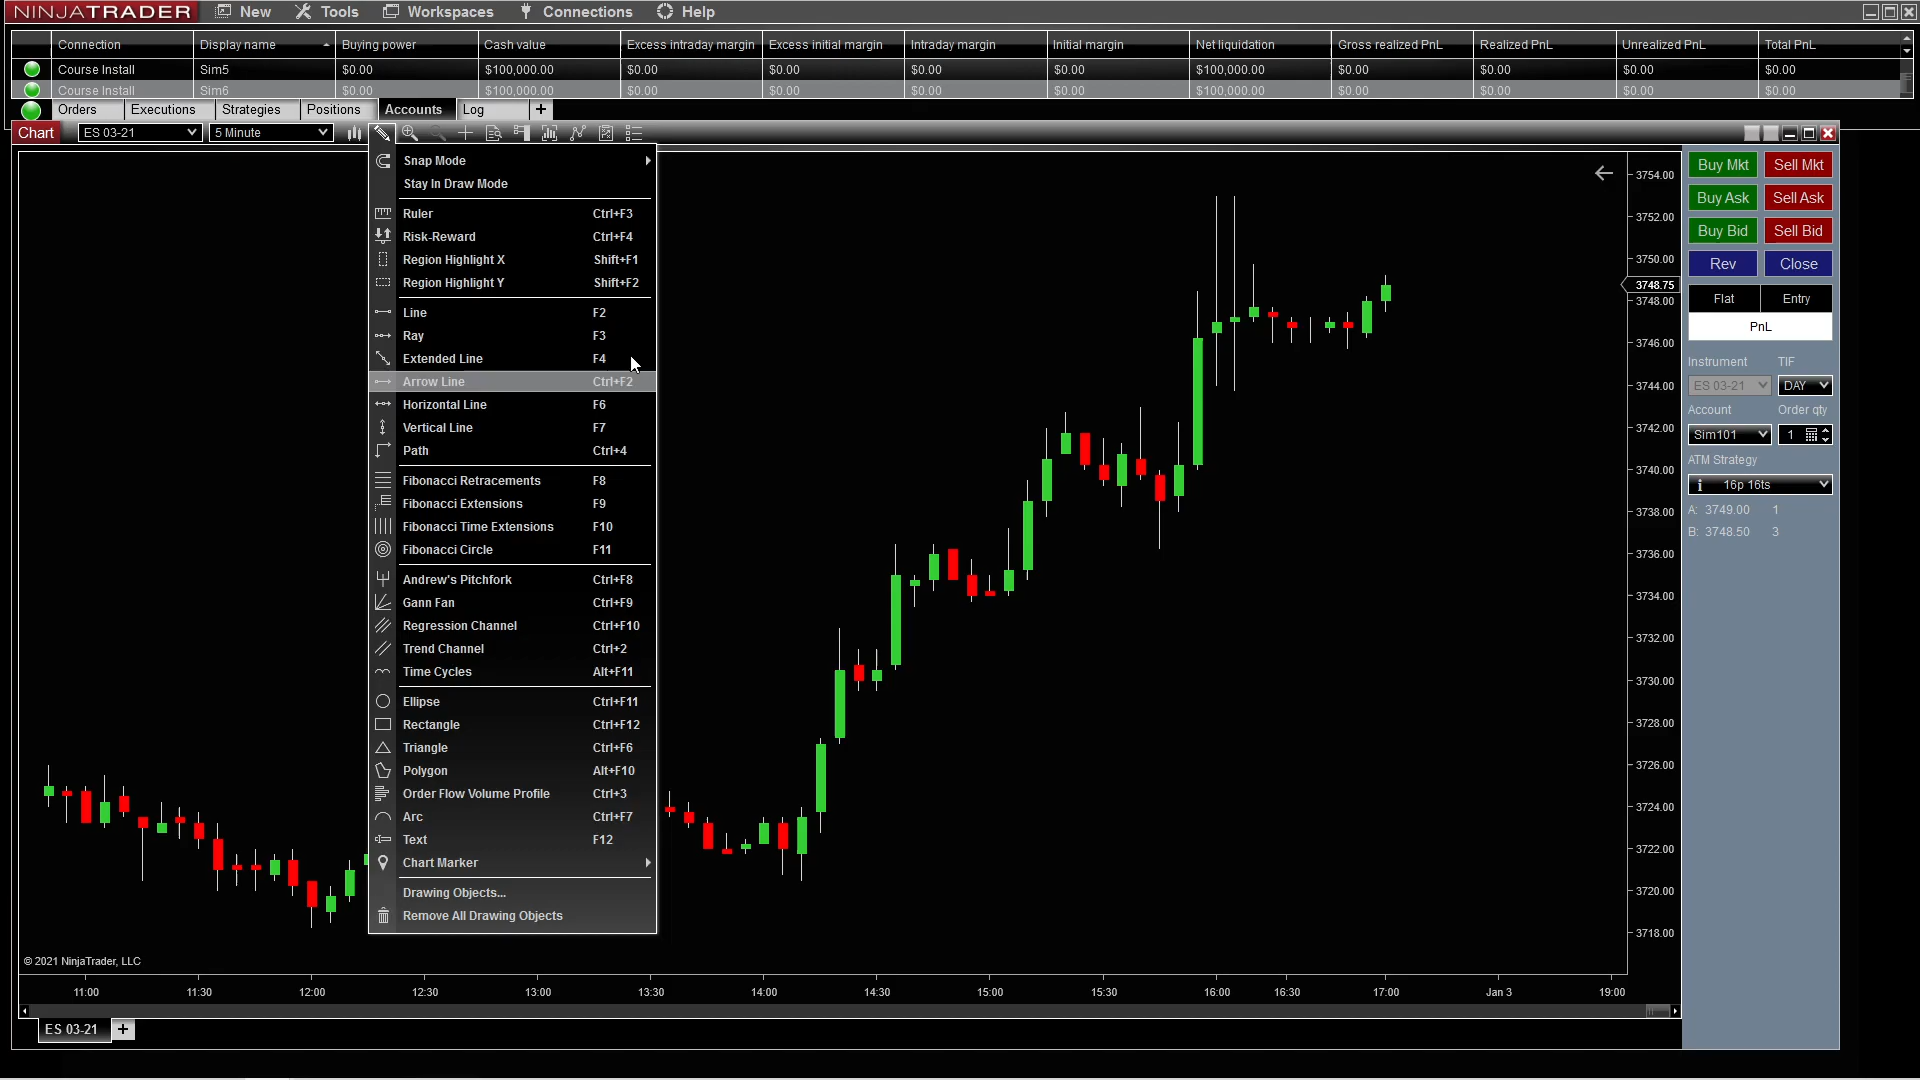 NINJATRADER New Tools Workspaces Connections Help
Connection Display name Buying power Cash value Excess intraday margin Excess initial margin Intraday margin Initial margin Net liquidation Gross realized PnL Realized PnL Unrealized PnL Total PnL
Course Install Sim5 $0.00 $100,000.00 $0.00 $0.00 $0.00 $0.00 $100,000.00 $0.00 $0.00 $0.00 $0.00
Course Install Sim6 $0.00 $100,000.00 $0.00 $0.00 $0.00 $0.00 $100,000.00 $0.00 $0.00 $0.00 $0.00
Orders Executions Strategies Positions Accounts Log +
Chart ES 03-21 5 Minute
Snap Mode
Stay In Draw Mode
Ruler Ctrl+F3
Risk-Reward Ctrl+F4
Region Highlight X Shift+F1
Region Highlight Y Shift+F2
Line F2
Ray F3
Extended Line F4
Arrow Line Ctrl+F2
Horizontal Line F6
Vertical Line F7
Path Ctrl+4
Fibonacci Retracements F8
Fibonacci Extensions F9
Fibonacci Time Extensions F10
Fibonacci Circle F11
Andrew's Pitchfork Ctrl+F8
Gann Fan Ctrl+F9
Regression Channel Ctrl+F10
Trend Channel Ctrl+2
Time Cycles Alt+F11
Ellipse Ctrl+F11
Rectangle Ctrl+F12
Triangle Ctrl+F6
Polygon Alt+F10
Order Flow Volume Profile Ctrl+3
Arc Ctrl+F7
Text F12
Chart Marker
Drawing Objects...
Remove All Drawing Objects
3754.00
3752.00
3750.00
3748.75
3748.00
3746.00
3744.00
3742.00
3740.00
3738.00
3736.00
3734.00
3732.00
3730.00
3728.00
3726.00
3724.00
3722.00
3720.00
3718.00
Buy Mkt Sell Mkt
Buy Ask Sell Ask
Buy Bid Sell Bid
Rev Close
Flat Entry
PnL
Instrument TIF
ES 03-21 DAY
Account Order qty
Sim101 1
ATM Strategy
i 16p 16ts
A: 3749.00 1
B: 3748.50 3
© 2021 NinjaTrader, LLC
11:00 11:30 12:00 12:30 13:00 13:30 14:00 14:30 15:00 15:30 16:00 16:30 17:00 Jan 3 19:00
ES 03-21 +